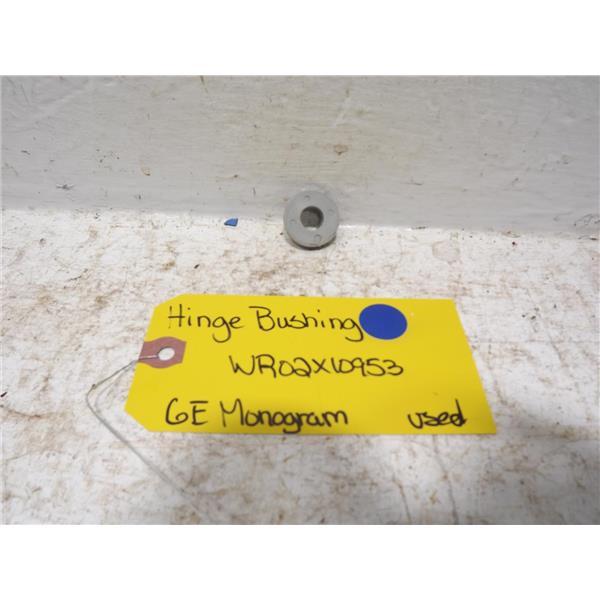 Hinge Bushing
WR02X10953
GE Monogram used